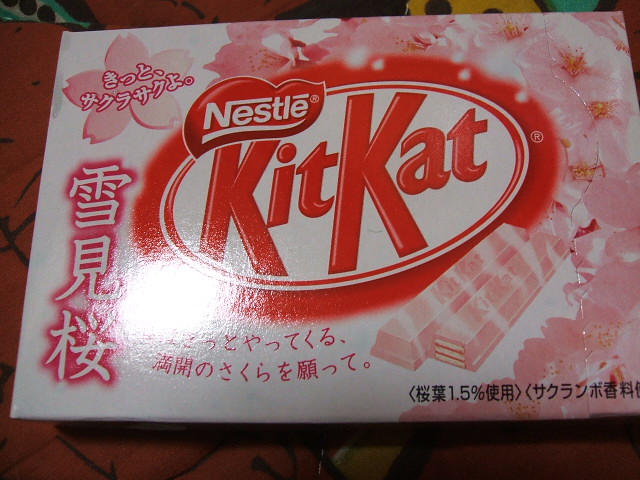 きっと、
サクラサクよ。
Nestlé®
KitKat®
雪見桜
っとやってくる、
満開のさくらを願って。
〈桜葉1.5%使用〉〈サクランボ香料